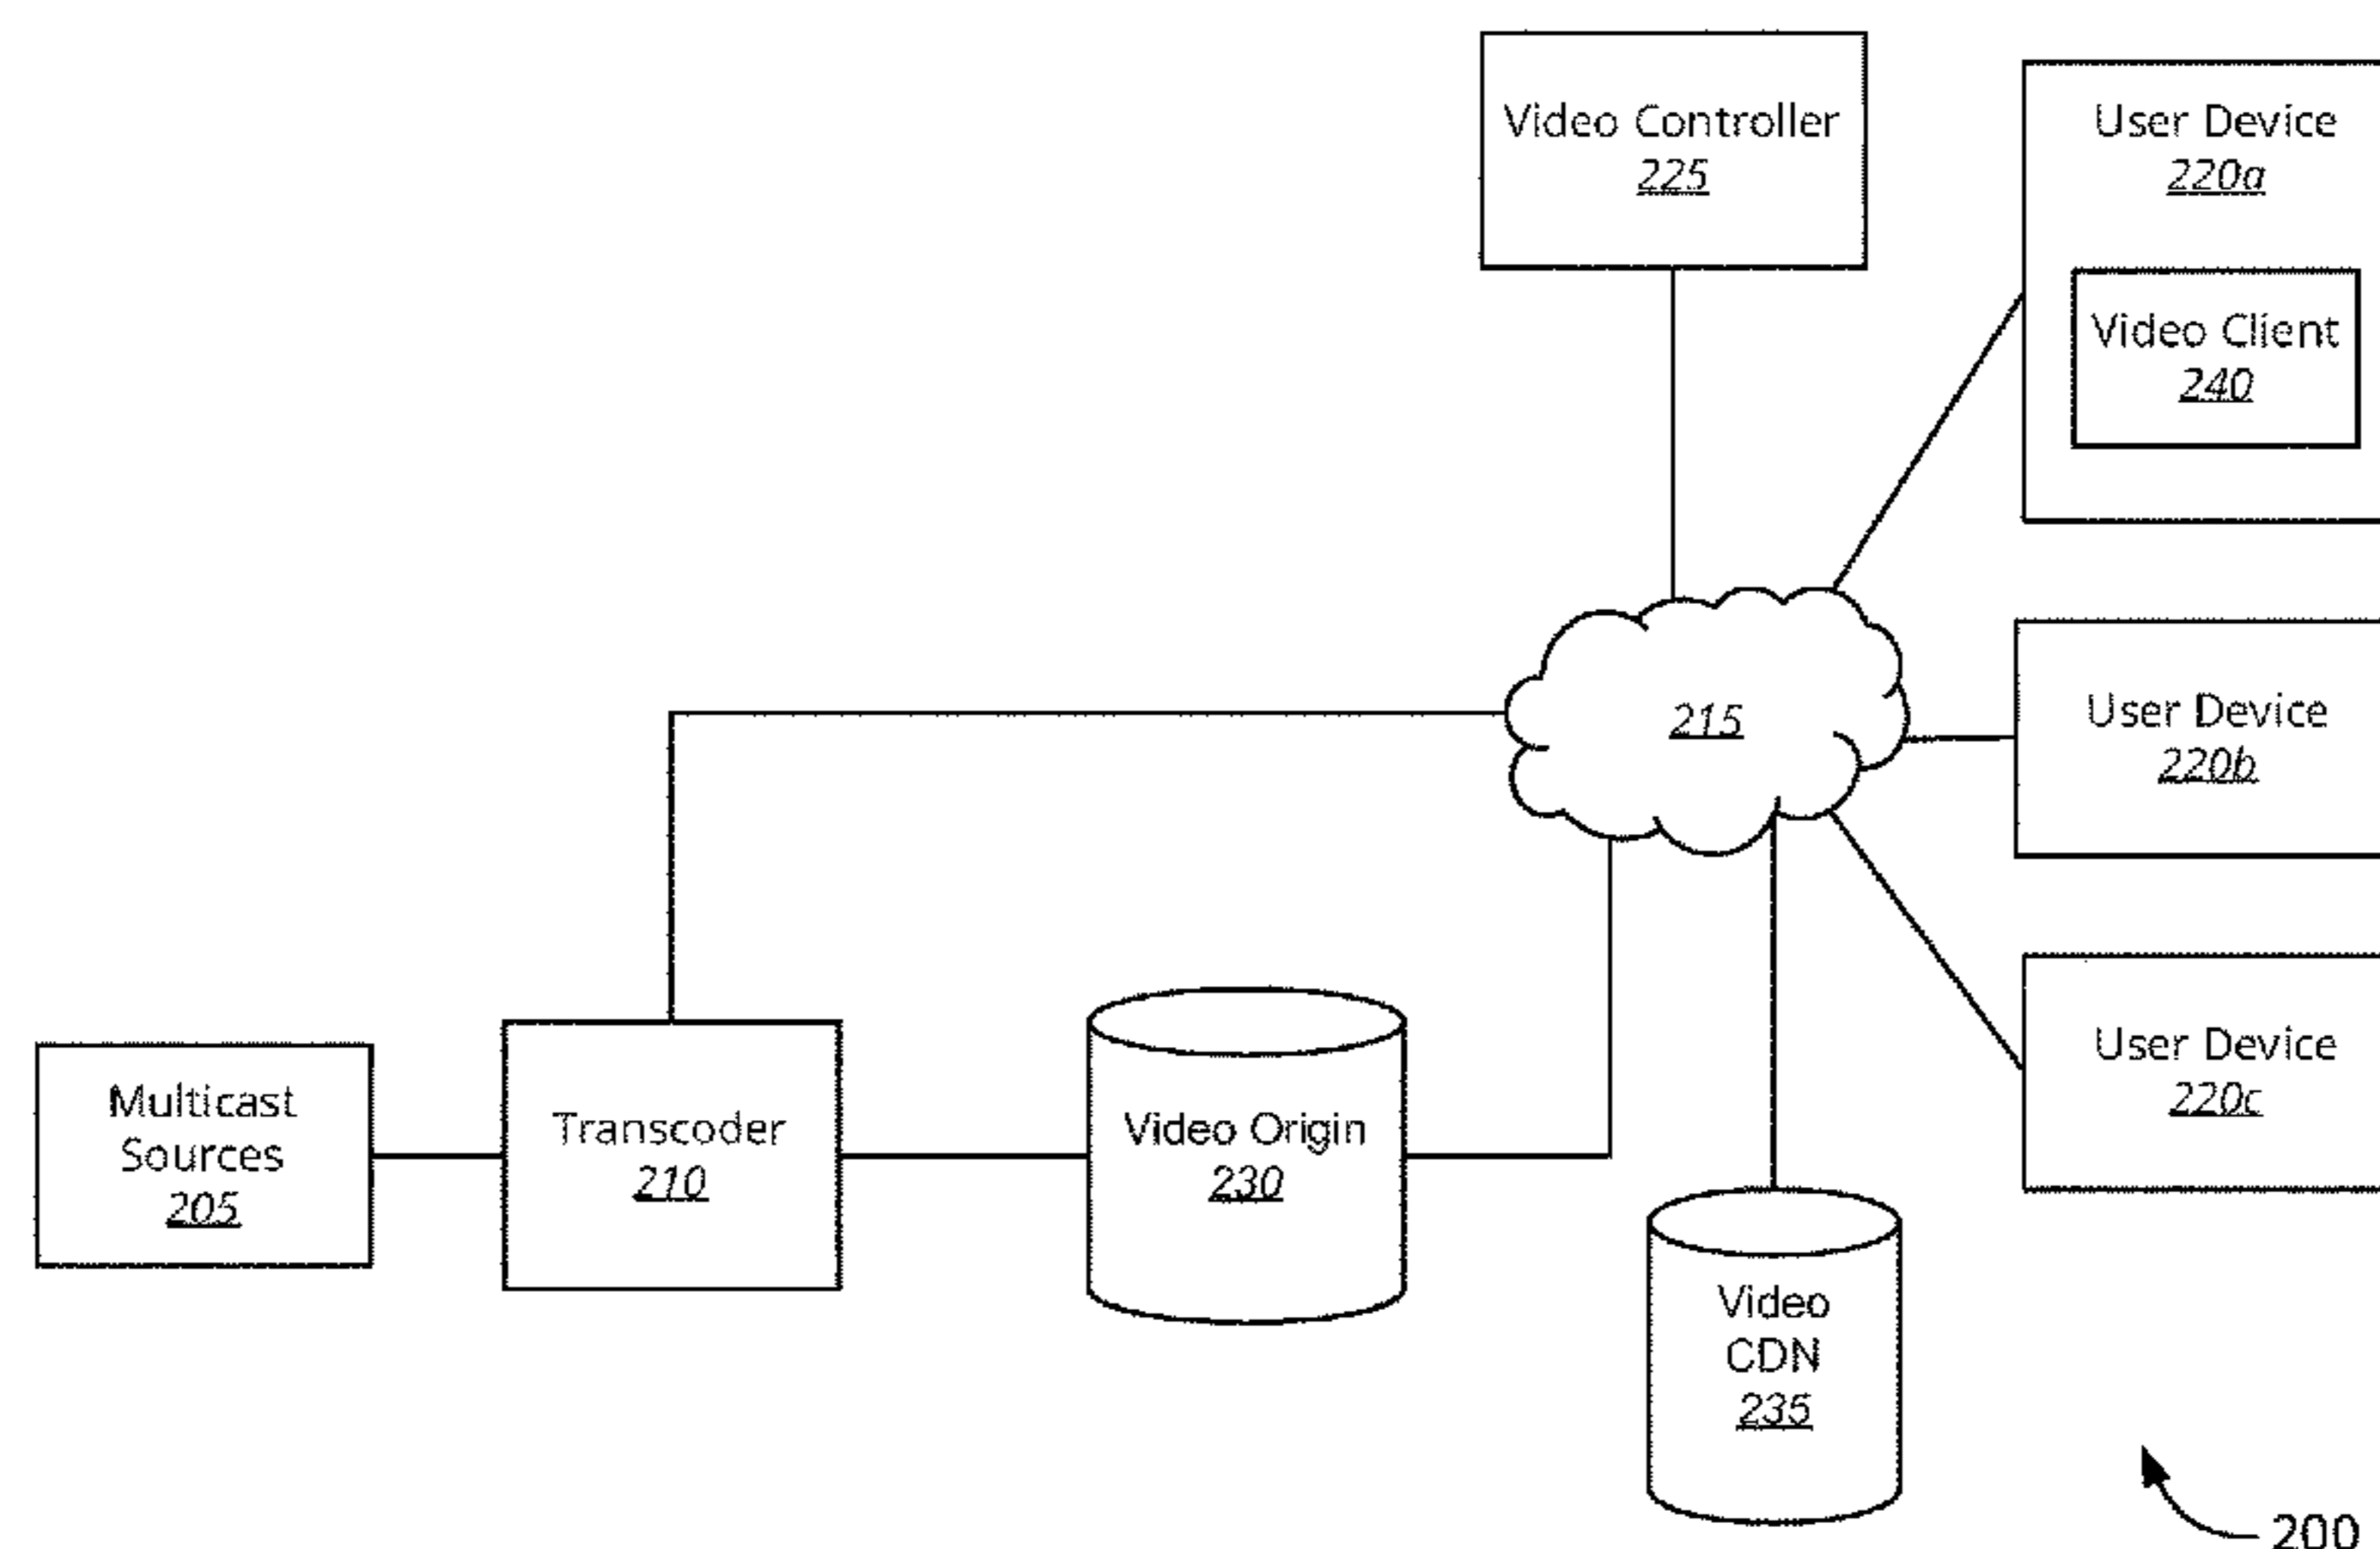 Video Controller
225
User Device
220a
Video Client
240
215
User Device
220b
User Device
220c
Multicast
Sources
205
Transcoder
210
Video Origin
230
Video
CDN
235
200